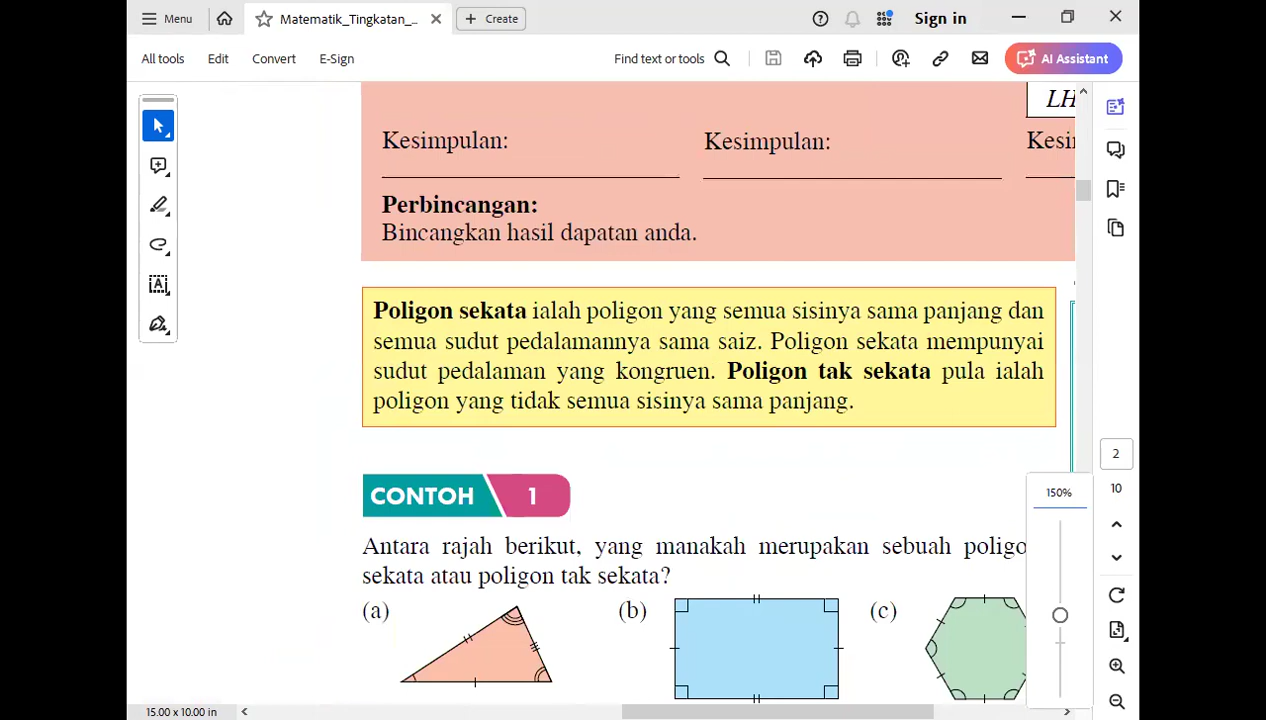 Menu
Matematik_Tingkatan_...
Create
Sign in
All tools
Edit
Convert
E-Sign
Find text or tools
AI Assistant
LH
Kesimpulan:
Kesimpulan:
Kesi
Perbincangan:
Bincangkan hasil dapatan anda.
Poligon sekata ialah poligon yang semua sisinya sama panjang dan
semua sudut pedalamannya sama saiz. Poligon sekata mempunyai
sudut pedalaman yang kongruen. Poligon tak sekata pula ialah
poligon yang tidak semua sisinya sama panjang.
2
10
150%
CONTOH 1
Antara rajah berikut, yang manakah merupakan sebuah poligo
sekata atau poligon tak sekata?
(a)
(b)
(c)
15.00 x 10.00 in